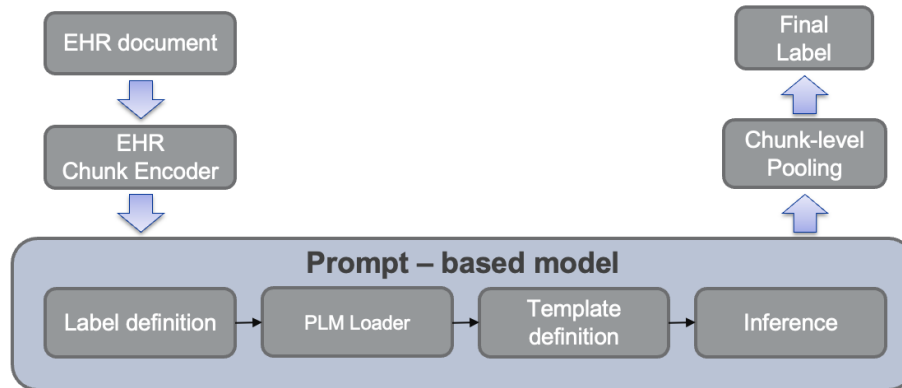 EHR document
EHR
Chunk Encoder
Final
Label
Chunk-level
Pooling
Prompt – based model
Label definition
PLM Loader
Template
definition
Inference